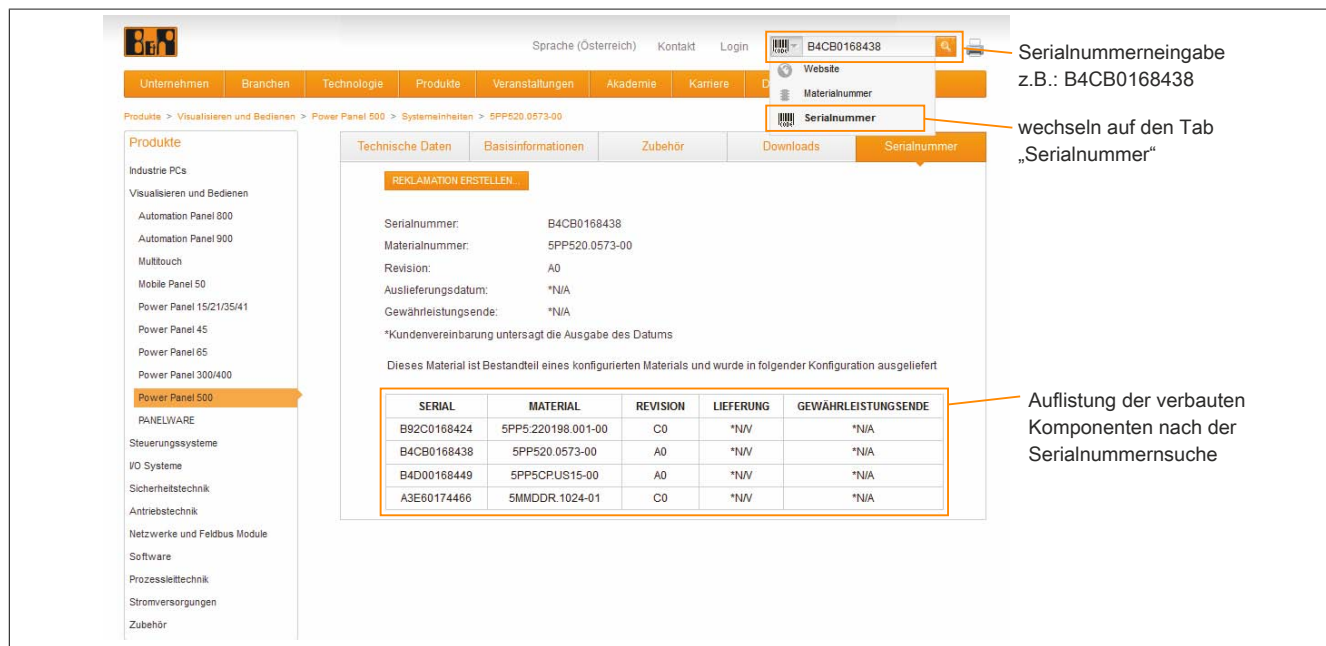 B&R
Sprache (Österreich) Kontakt Login B4CB0168438
Website
Materialnummer
Serialnummer
Unternehmen Branchen Technologie Produkte Veranstaltungen Akademie Karriere D
Produkte > Visualisieren und Bedienen > Power Panel 500 > Systemeinheiten > 5PP520.0573-00
Serialnummerneingabe
z.B.: B4CB0168438
wechseln auf den Tab
„Serialnummer“
Produkte
Industrie PCs
Visualisieren und Bedienen
Automation Panel 800
Automation Panel 900
Multitouch
Mobile Panel 50
Power Panel 15/21/35/41
Power Panel 45
Power Panel 65
Power Panel 300/400
Power Panel 500
PANELWARE
Steuerungssysteme
I/O Systeme
Sicherheitstechnik
Antriebstechnik
Netzwerke und Feldbus Module
Software
Prozessleittechnik
Stromversorgungen
Zubehör
Technische Daten Basisinformationen Zubehör Downloads Serialnummer
REKLAMATION ERSTELLEN...
Serialnummer: B4CB0168438
Materialnummer: 5PP520.0573-00
Revision: A0
Auslieferungsdatum: *N/A
Gewährleistungsende: *N/A
*Kundenvereinbarung untersagt die Ausgabe des Datums
Dieses Material ist Bestandteil eines konfigurierten Materials und wurde in folgender Konfiguration ausgeliefert
SERIAL MATERIAL REVISION LIEFERUNG GEWÄHRLEISTUNGSENDE
B92C0168424 5PP5:220198.001-00 C0 *N/V *N/A
B4CB0168438 5PP520.0573-00 A0 *N/V *N/A
B4D00168449 5PP5CP.US15-00 A0 *N/V *N/A
A3E60174466 5MMDDR.1024-01 C0 *N/V *N/A
Auflistung der verbauten
Komponenten nach der
Serialnummernsuche